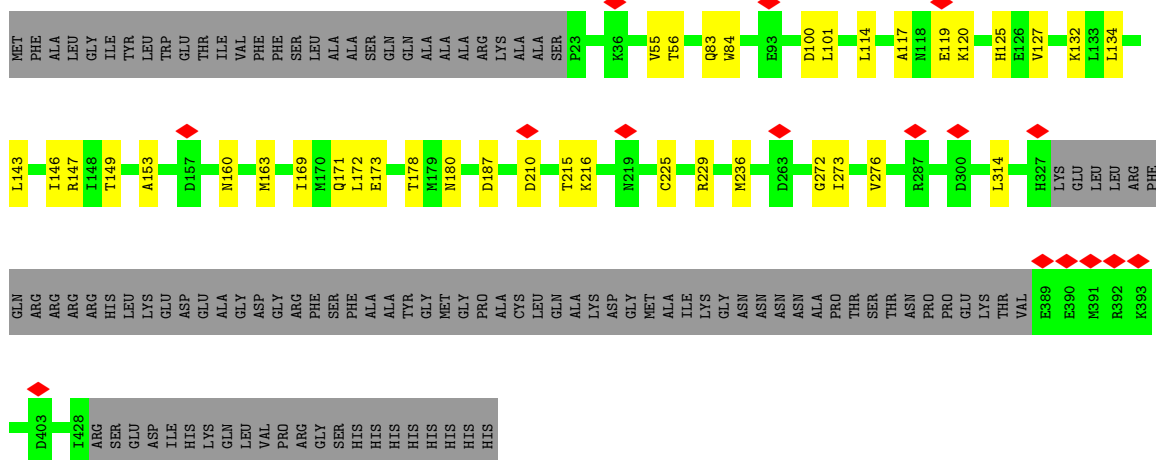 MET PHE ALA LEU GLY ILE TYR LEU TRP GLU THR ILE VAL PHE PHE SER LEU ALA ALA SER GLN GLN ALA ALA ALA ARG LYS ALA ALA SER P23 K36 V55 T56 Q83 W84 E93 D100 L101 L114 A117 N118 E119 K120 H125 E126 V127 K132 L133 L134
L143 I146 R147 I148 T149 A153 D157 N160 M163 I169 M170 Q171 L172 E173 T178 M179 N180 D187 D210 T215 K216 N219 C225 R229 M236 D263 G272 I273 V276 R287 D300 L314 H327 LYS GLU LEU LEU ARG PHE
GLN ARG ARG ARG ARG HIS LEU LYS GLU ASP GLU ALA GLY ASP GLY ARG PHE SER PHE ALA ALA TYR GLY MET GLY PRO ALA CYS LEU GLN ALA LYS ASP GLY MET ALA ILE LYS GLY ASN ASN ASN ASN ALA PRO THR SER THR ASN PRO PRO GLU LYS THR VAL E389 E390 M391 R392 K393
D403 I428 ARG SER GLU ASP ILE HIS LYS GLN LEU VAL PRO ARG GLY SER HIS HIS HIS HIS HIS HIS HIS HIS